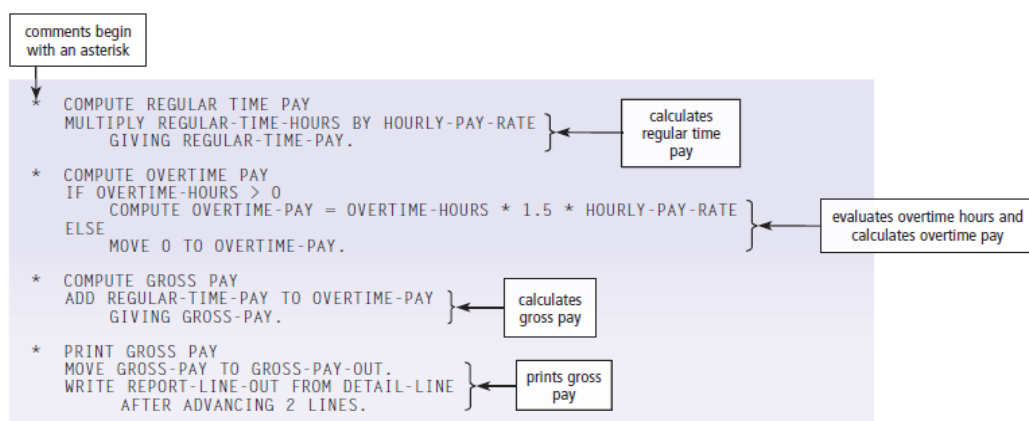 comments begin
with an asterisk
* COMPUTE REGULAR TIME PAY
MULTIPLY REGULAR-TIME-HOURS BY HOURLY-PAY-RATE
GIVING REGULAR-TIME-PAY.
calculates
regular time
pay
* COMPUTE OVERTIME PAY
IF OVERTIME-HOURS > 0
COMPUTE OVERTIME-PAY = OVERTIME-HOURS * 1.5 * HOURLY-PAY-RATE
ELSE
MOVE 0 TO OVERTIME-PAY.
evaluates overtime hours and
calculates overtime pay
* COMPUTE GROSS PAY
ADD REGULAR-TIME-PAY TO OVERTIME-PAY
GIVING GROSS-PAY.
calculates
gross pay
* PRINT GROSS PAY
MOVE GROSS-PAY TO GROSS-PAY-OUT.
WRITE REPORT-LINE-OUT FROM DETAIL-LINE
AFTER ADVANCING 2 LINES.
prints gross
pay